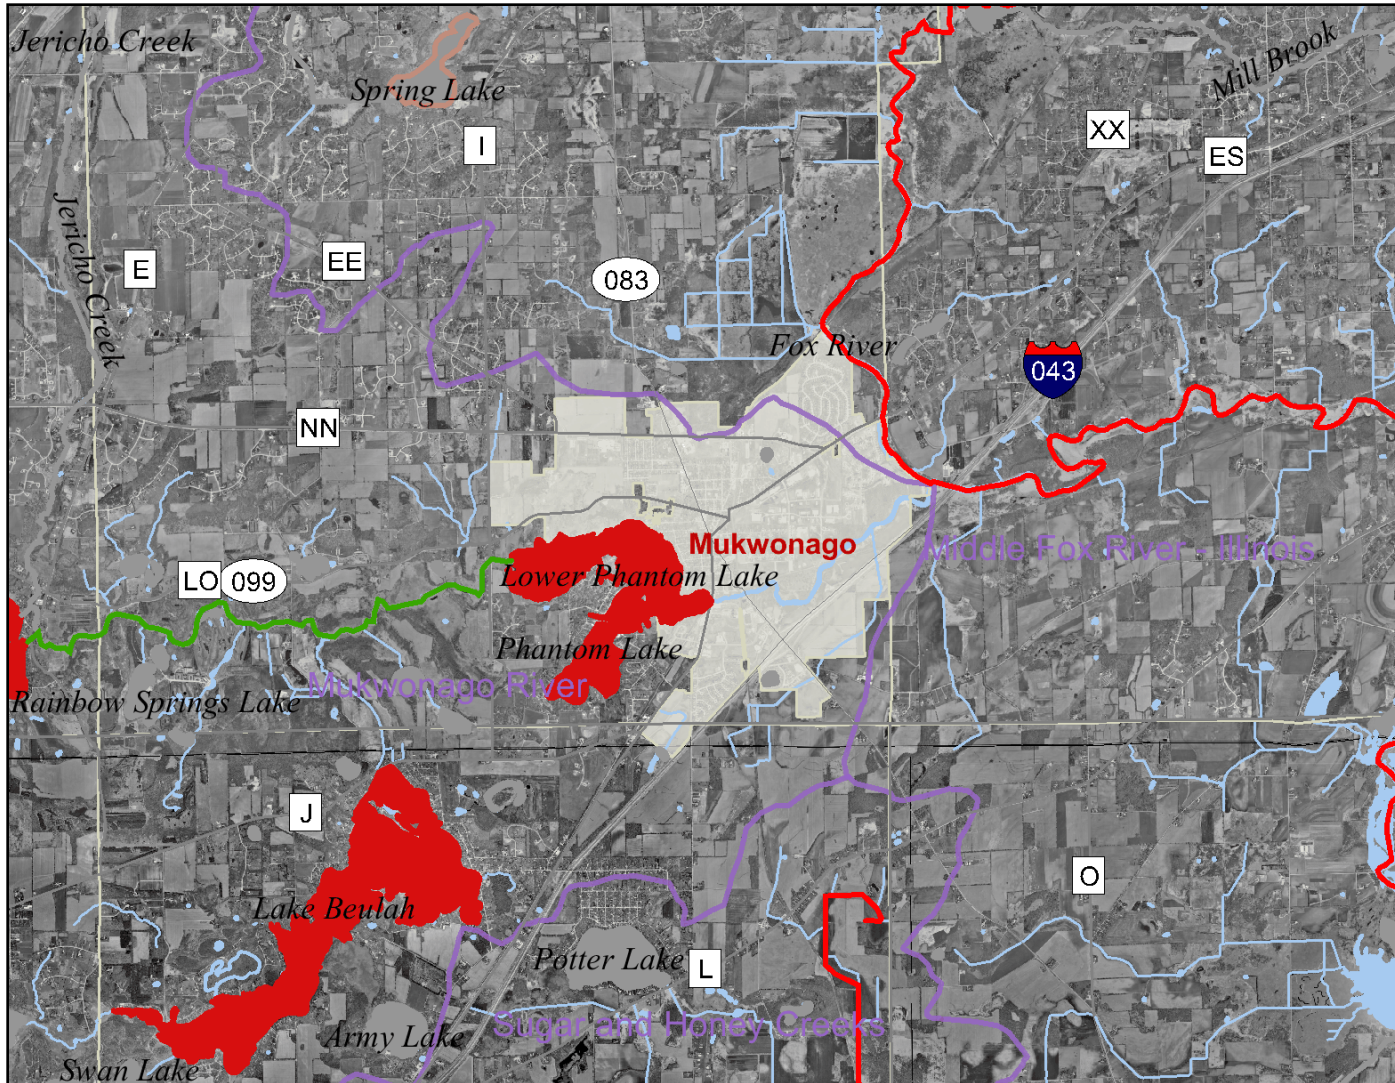 Jericho Creek
Spring Lake
Mill Brook
I
XX
ES
Jericho Creek
E
EE
083
Fox River
043
NN
Mukwonago
Middle Fox River - Illinois
LO
099
Lower Phantom Lake
Phantom Lake
Mukwonago River
Rainbow Springs Lake
J
O
Lake Beulah
Potter Lake
L
Sugar and Honey Creeks
Army Lake
Swan Lake